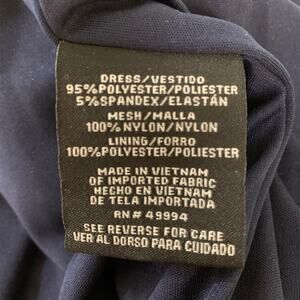 DRESS/VESTIDO
95%POLYESTER/POLIESTER
5%SPANDEX/ELASTÁN
MESH/MALLA
100%NYLON/NYLON
LINING/FORRO
100%POLYESTER/POLIESTER
MADE IN VIETNAM
OF IMPORTED FABRIC
HECHO EN VIETNAM
DE TELA IMPORTADA
RN# 49994
SEE REVERSE FOR CARE
VER AL DORSO PARA CUIDADO